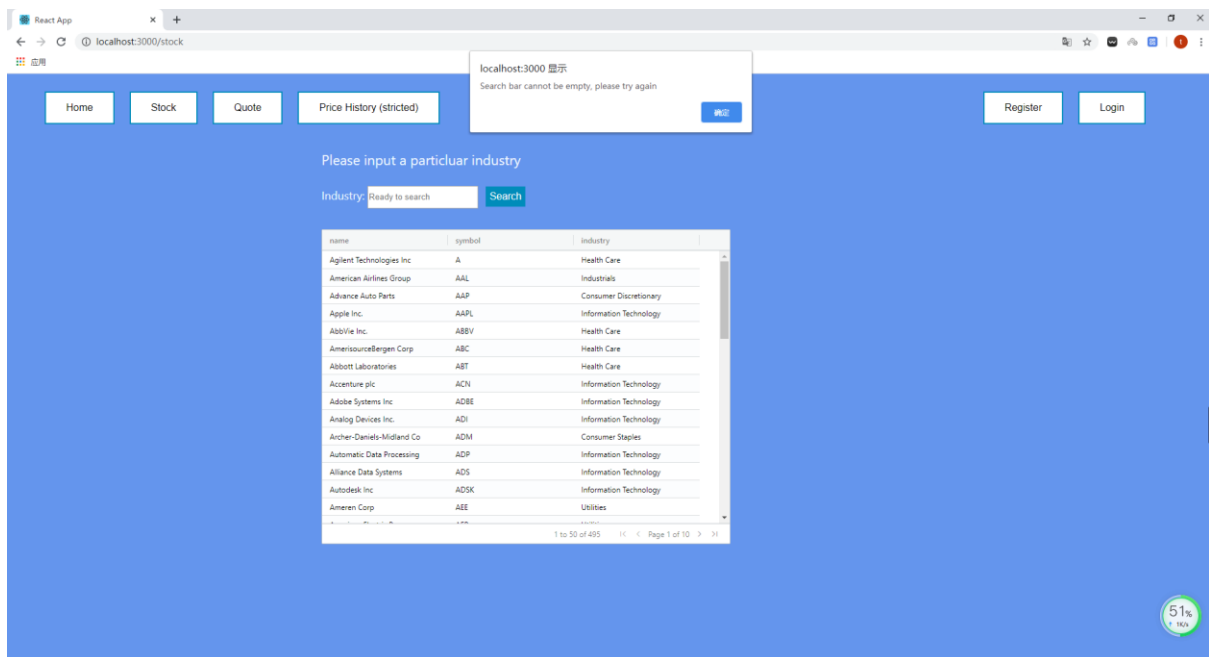 React App
localhost:3000/stock
应用
localhost:3000 显示
Search bar cannot be empty, please try again
确定
Home Stock Quote Price History (stricted) Register Login
Please input a particluar industry
Industry: Ready to search Search
name symbol industry
Agilent Technologies Inc A Health Care
American Airlines Group AAL Industrials
Advance Auto Parts AAP Consumer Discretionary
Apple Inc. AAPL Information Technology
AbbVie Inc. ABBV Health Care
AmerisourceBergen Corp ABC Health Care
Abbott Laboratories ABT Health Care
Accenture plc ACN Information Technology
Adobe Systems Inc ADBE Information Technology
Analog Devices Inc. ADI Information Technology
Archer-Daniels-Midland Co ADM Consumer Staples
Automatic Data Processing ADP Information Technology
Alliance Data Systems ADS Information Technology
Autodesk Inc ADSK Information Technology
Ameren Corp AEE Utilities
1 to 50 of 495 Page 1 of 10
51%
1K/s